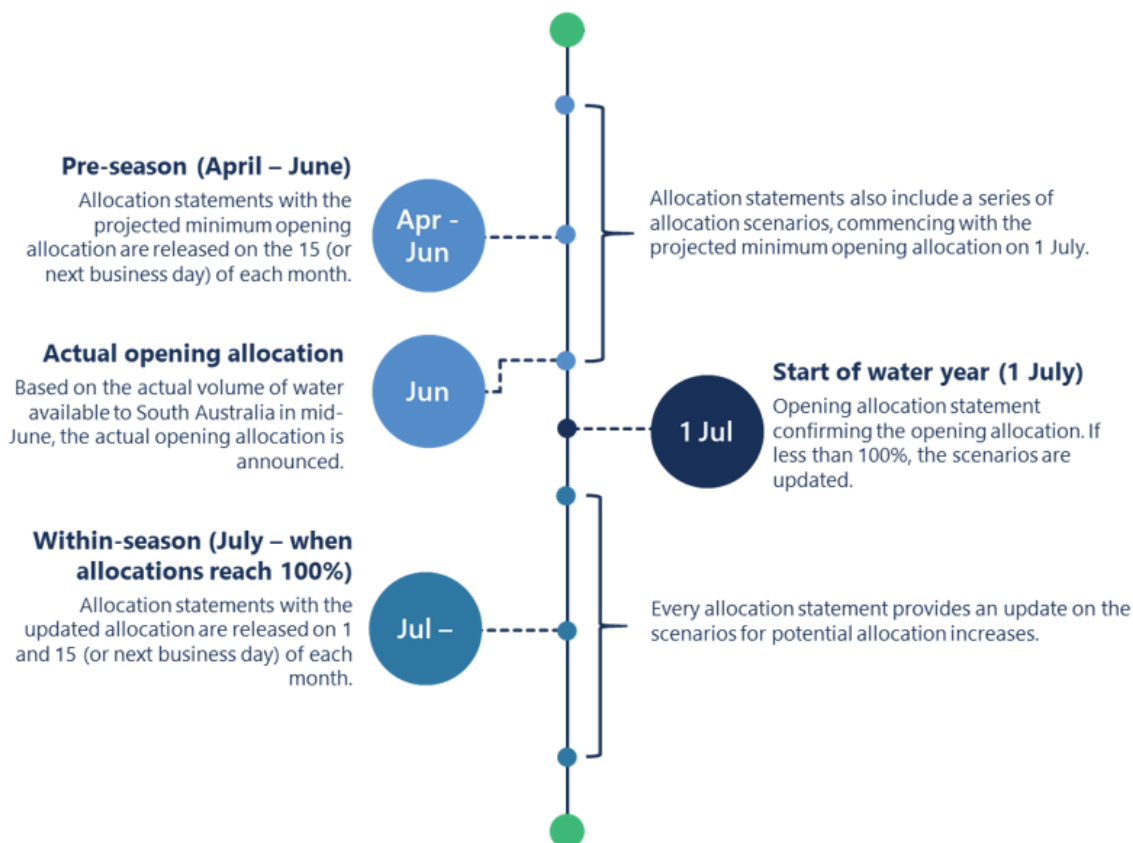 Pre-season (April – June)
Allocation statements with the
projected minimum opening
allocation are released on the 15 (or
next business day) of each month.
Apr -
Jun
Allocation statements also include a series of
allocation scenarios, commencing with the
projected minimum opening allocation on 1 July.
Actual opening allocation
Based on the actual volume of water
available to South Australia in mid-
June, the actual opening allocation is
announced.
Jun
1 Jul
Start of water year (1 July)
Opening allocation statement
confirming the opening allocation. If
less than 100%, the scenarios are
updated.
Within-season (July – when
allocations reach 100%)
Allocation statements with the
updated allocation are released on 1
and 15 (or next business day) of each
month.
Jul –
Every allocation statement provides an update on the
scenarios for potential allocation increases.